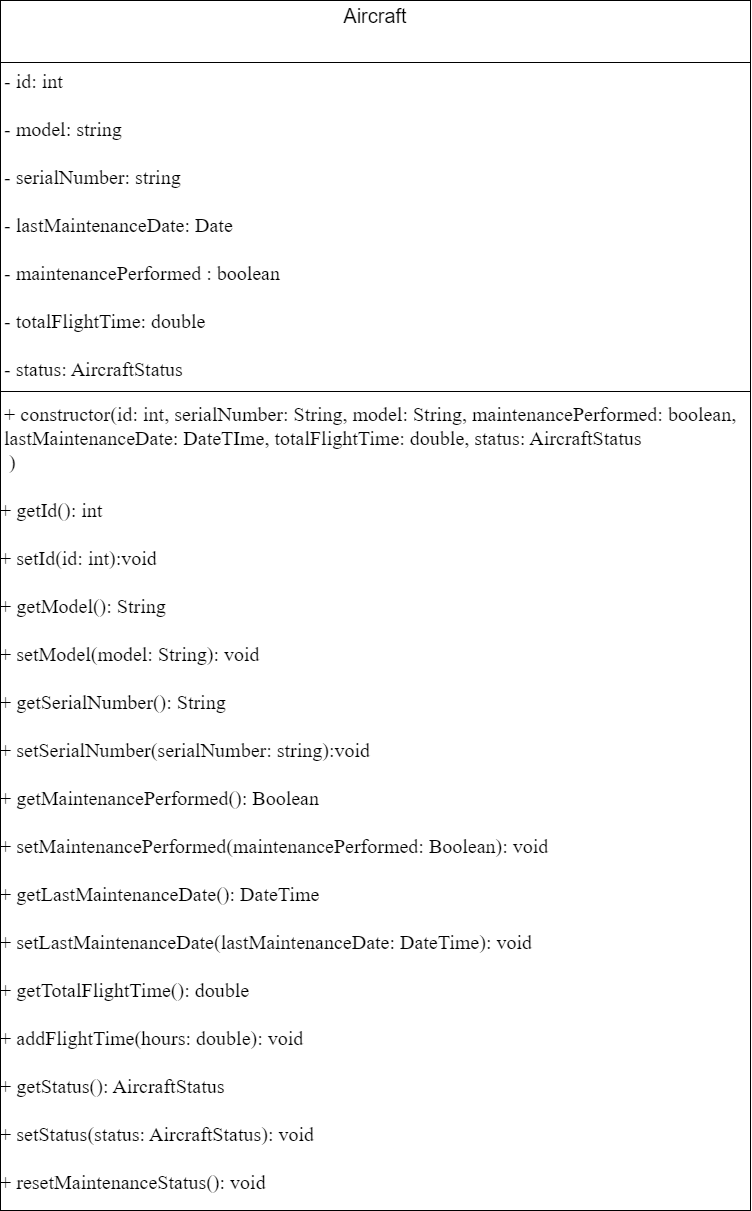 Aircraft
- id: int
- model: string
- serialNumber: string
- lastMaintenanceDate: Date
- maintenancePerformed : boolean
- totalFlightTime: double
- status: AircraftStatus
+ constructor(id: int, serialNumber: String, model: String, maintenancePerformed: boolean,
lastMaintenanceDate: DateTIme, totalFlightTime: double, status: AircraftStatus
)
+ getId(): int
+ setId(id: int):void
+ getModel(): String
+ setModel(model: String): void
+ getSerialNumber(): String
+ setSerialNumber(serialNumber: string):void
+ getMaintenancePerformed(): Boolean
+ setMaintenancePerformed(maintenancePerformed: Boolean): void
+ getLastMaintenanceDate(): DateTime
+ setLastMaintenanceDate(lastMaintenanceDate: DateTime): void
+ getTotalFlightTime(): double
+ addFlightTime(hours: double): void
+ getStatus(): AircraftStatus
+ setStatus(status: AircraftStatus): void
+ resetMaintenanceStatus(): void